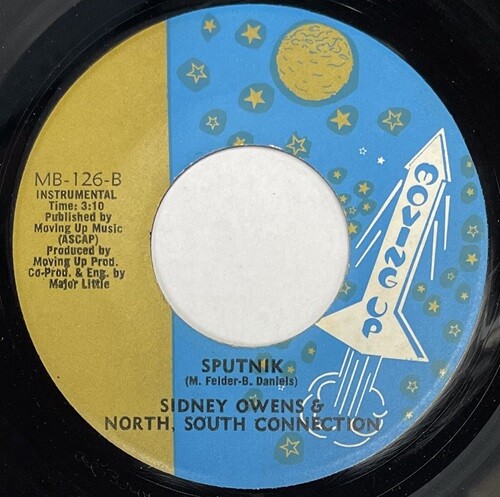 MB-126-B
INSTRUMENTAL
Time: 3:10
Published by
Moving Up Music
(ASCAP)
Produced by
Moving Up Prod.
Co-Prod. & Eng. by
Major Little
MOVING UP
SPUTNIK
(M. Felder-B. Daniels)
SIDNEY OWENS &
NORTH, SOUTH CONNECTION